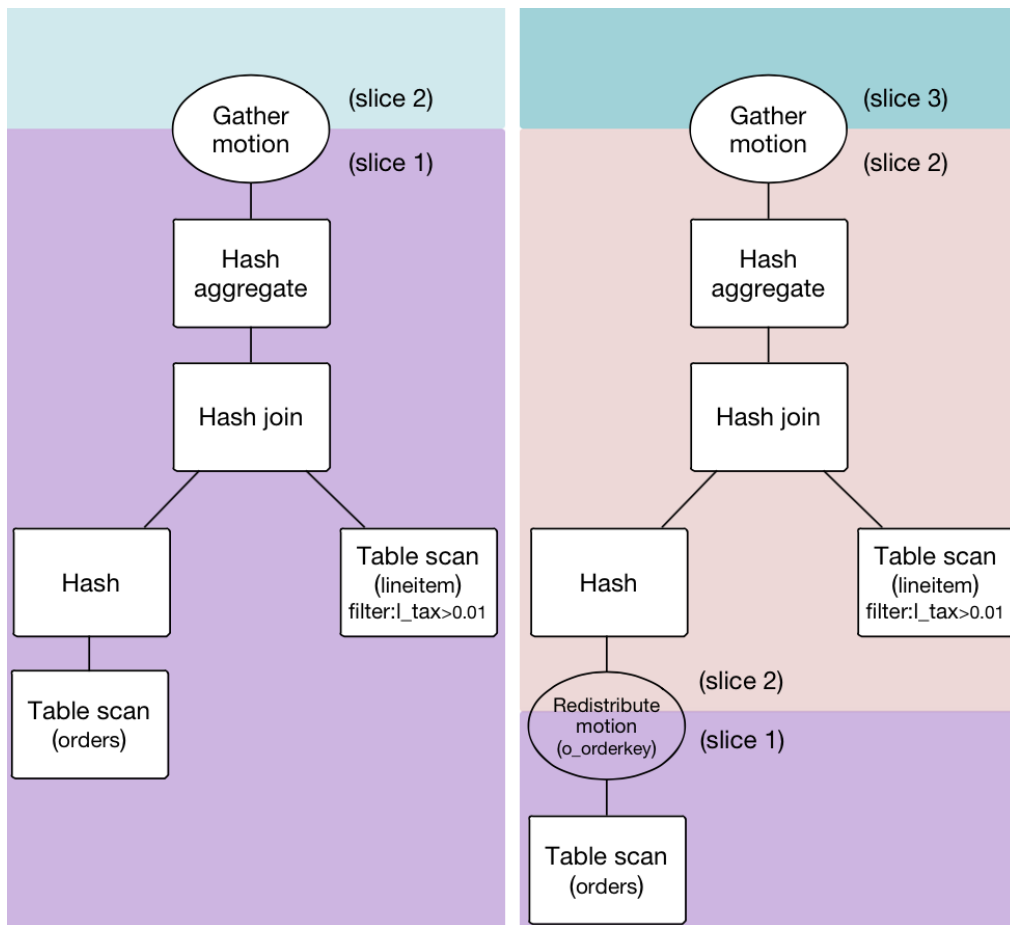 Gather
motion
(slice 2)
(slice 1)
Hash
aggregate
Hash join
Hash
Table scan
(lineitem)
filter:l_tax>0.01
Table scan
(orders)
Gather
motion
(slice 3)
(slice 2)
Hash
aggregate
Hash join
Hash
Table scan
(lineitem)
filter:l_tax>0.01
Redistribute
motion
(o_orderkey)
(slice 2)
(slice 1)
Table scan
(orders)